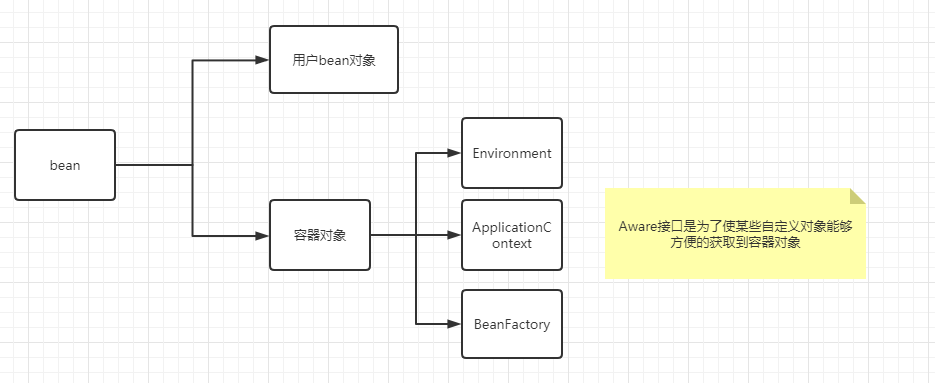 用户bean对象
bean
Environment
容器对象
ApplicationC
ontext
BeanFactory
Aware接口是为了使某些自定义对象能够
方便的获取到容器对象